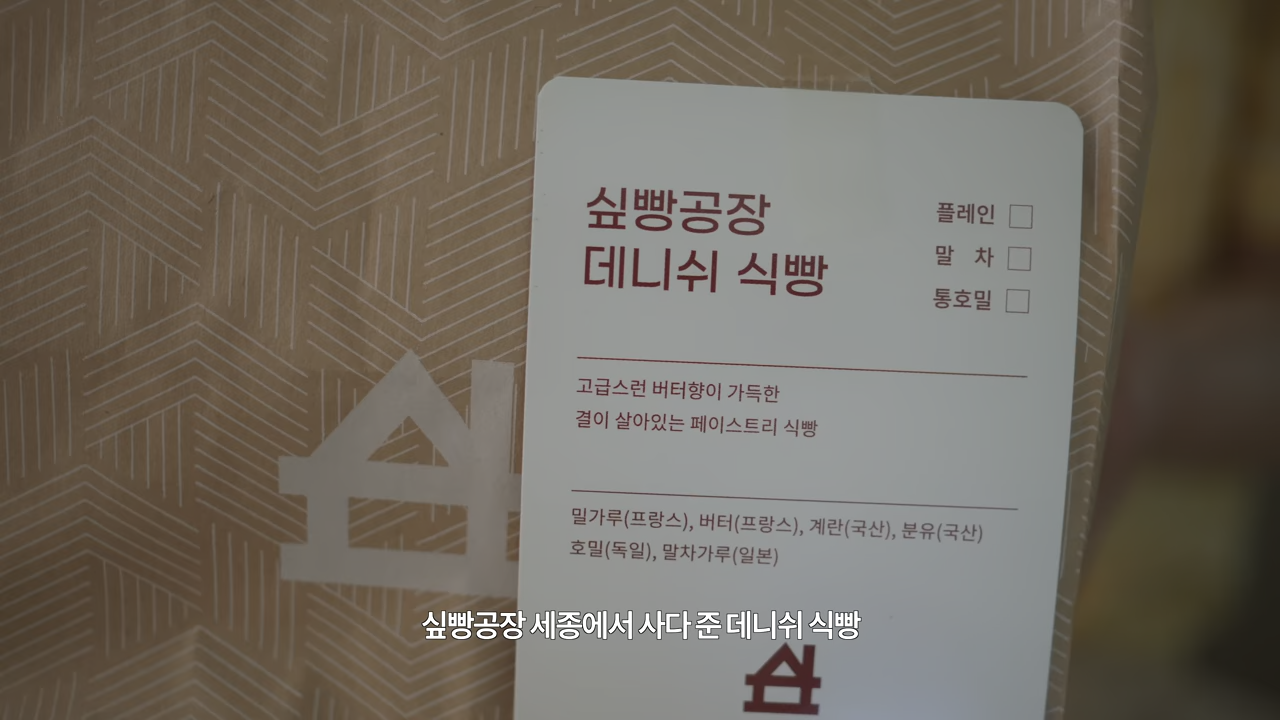 싶빵공장
데니쉬 식빵
플레인
말 차
통호밀
고급스런 버터향이 가득한
결이 살아있는 페이스트리 식빵
밀가루(프랑스), 버터(프랑스), 계란(국산), 분유(국산)
호밀(독일), 말차가루(일본)
싶빵공장 세종에서 사다 준 데니쉬 식빵
싶